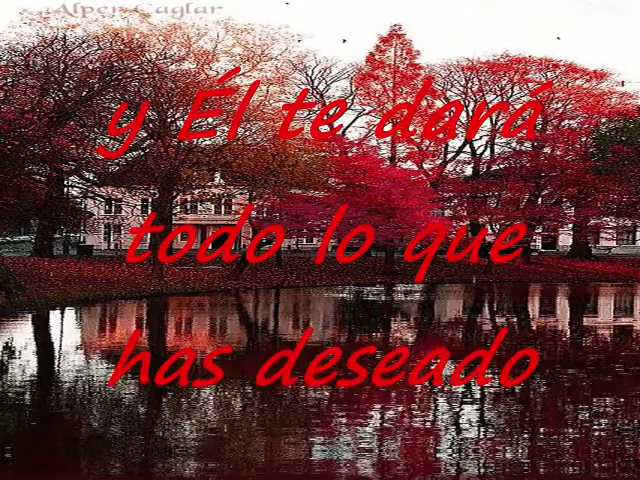 Alper Caglar
y Él te dará
todo lo que
has deseado